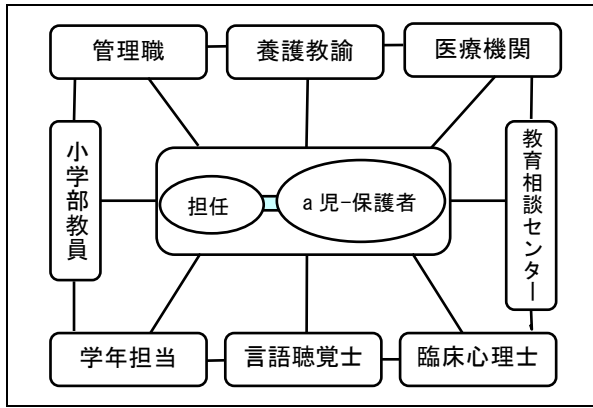 管理職
養護教諭
医療機関
小学部教員
担任
a 児-保護者
教育相談センター
学年担当
言語聴覚士
臨床心理士